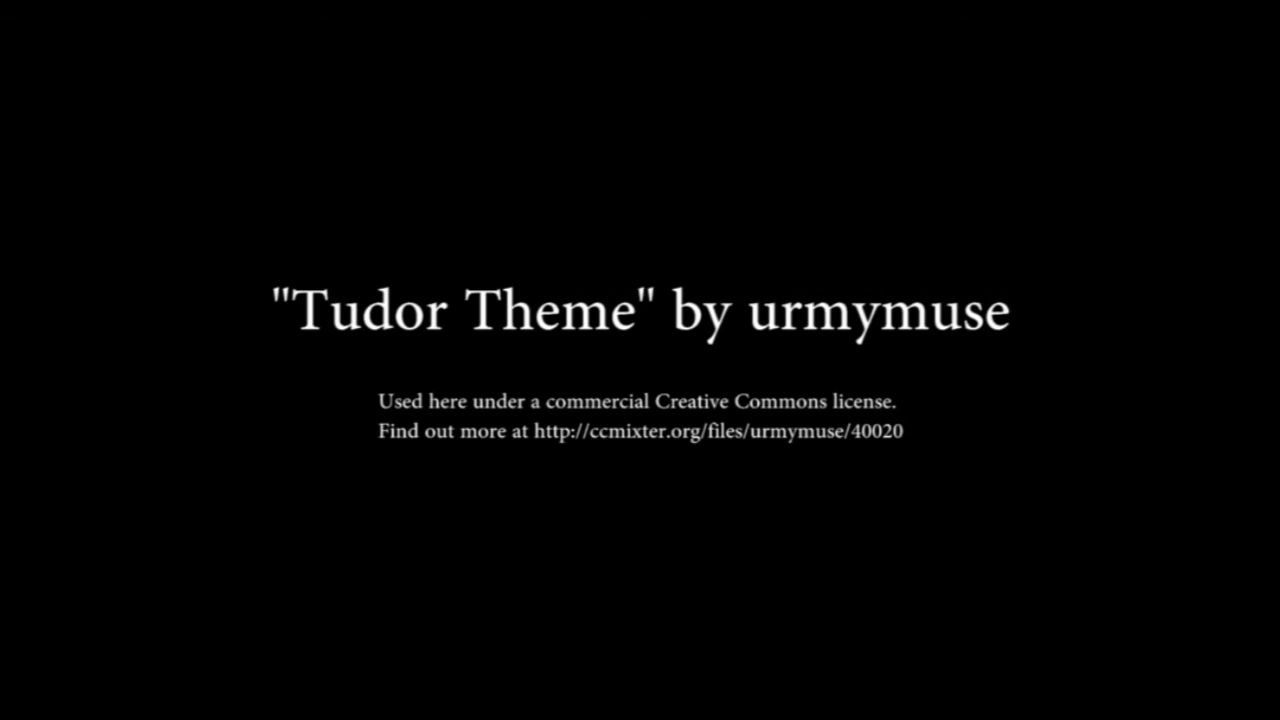 "Tudor Theme" by urmymuse
Used here under a commercial Creative Commons license.
Find out more at http://ccmixter.org/files/urmymuse/40020